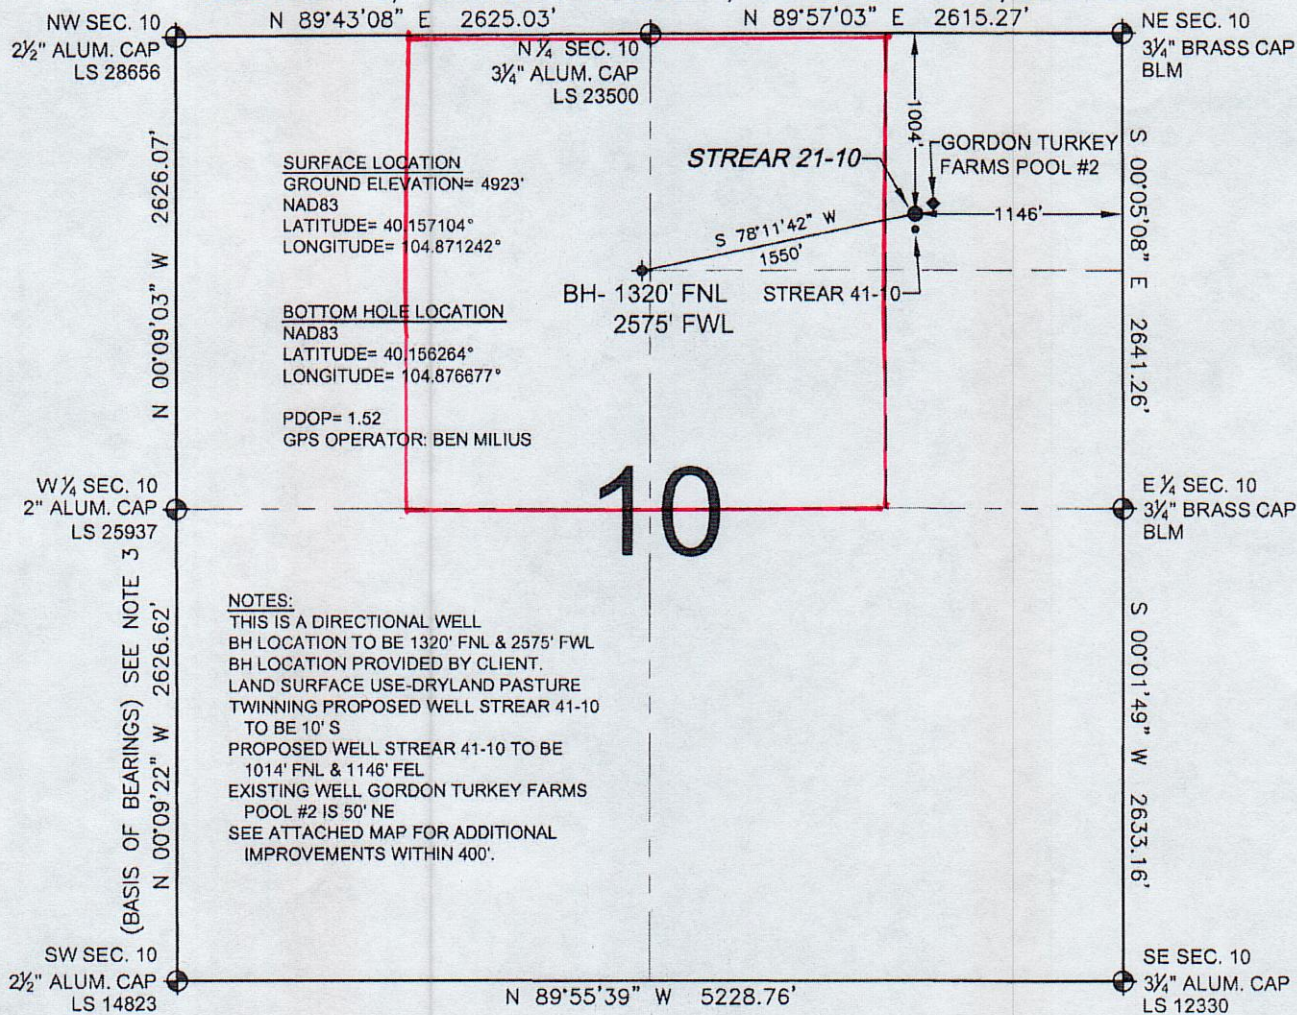 N 89°43'08" E 2625.03'
N 89°57'03" E 2615.27'
NW SEC. 10
2½" ALUM. CAP
LS 28656
N ¼ SEC. 10
3¼" ALUM. CAP
LS 23500
NE SEC. 10
3¼" BRASS CAP
BLM
N 00°09'03" W 2626.07'
SURFACE LOCATION
GROUND ELEVATION= 4923'
NAD83
LATITUDE= 40.157104°
LONGITUDE= 104.871242°
BOTTOM HOLE LOCATION
NAD83
LATITUDE= 40.156264°
LONGITUDE= 104.876677°
PDOP= 1.52
GPS OPERATOR: BEN MILIUS
STREAR 21-10
1004'
GORDON TURKEY
FARMS POOL #2
1146'
S 78°11'42" W
1550'
BH- 1320' FNL
2575' FWL
STREAR 41-10
S 00°05'08" E 2641.26'
W ¼ SEC. 10
2" ALUM. CAP
LS 25937
10
E ¼ SEC. 10
3¼" BRASS CAP
BLM
(BASIS OF BEARINGS) SEE NOTE 3
N 00°09'22" W 2626.62'
NOTES:
THIS IS A DIRECTIONAL WELL
BH LOCATION TO BE 1320' FNL & 2575' FWL
BH LOCATION PROVIDED BY CLIENT.
LAND SURFACE USE-DRYLAND PASTURE
TWINNING PROPOSED WELL STREAR 41-10
TO BE 10' S
PROPOSED WELL STREAR 41-10 TO BE
1014' FNL & 1146' FEL
EXISTING WELL GORDON TURKEY FARMS
POOL #2 IS 50' NE
SEE ATTACHED MAP FOR ADDITIONAL
IMPROVEMENTS WITHIN 400'.
S 00°01'49" W 2633.16'
SW SEC. 10
2½" ALUM. CAP
LS 14823
N 89°55'39" W 5228.76'
SE SEC. 10
3¼" ALUM. CAP
LS 12330